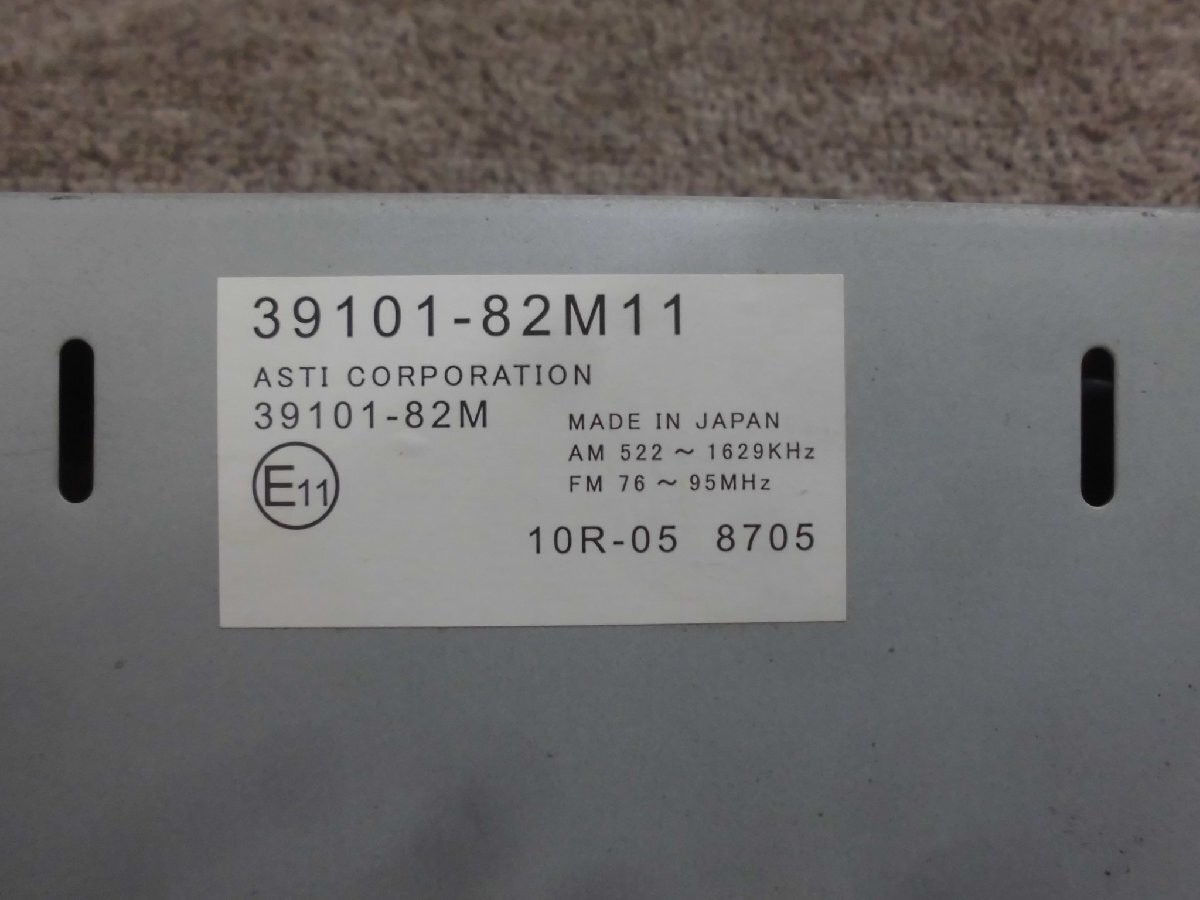 39101-82M11
ASTI CORPORATION
39101-82M
MADE IN JAPAN
AM 522 ～ 1629KHz
FM 76 ～ 95MHz
E11
10R-05 8705